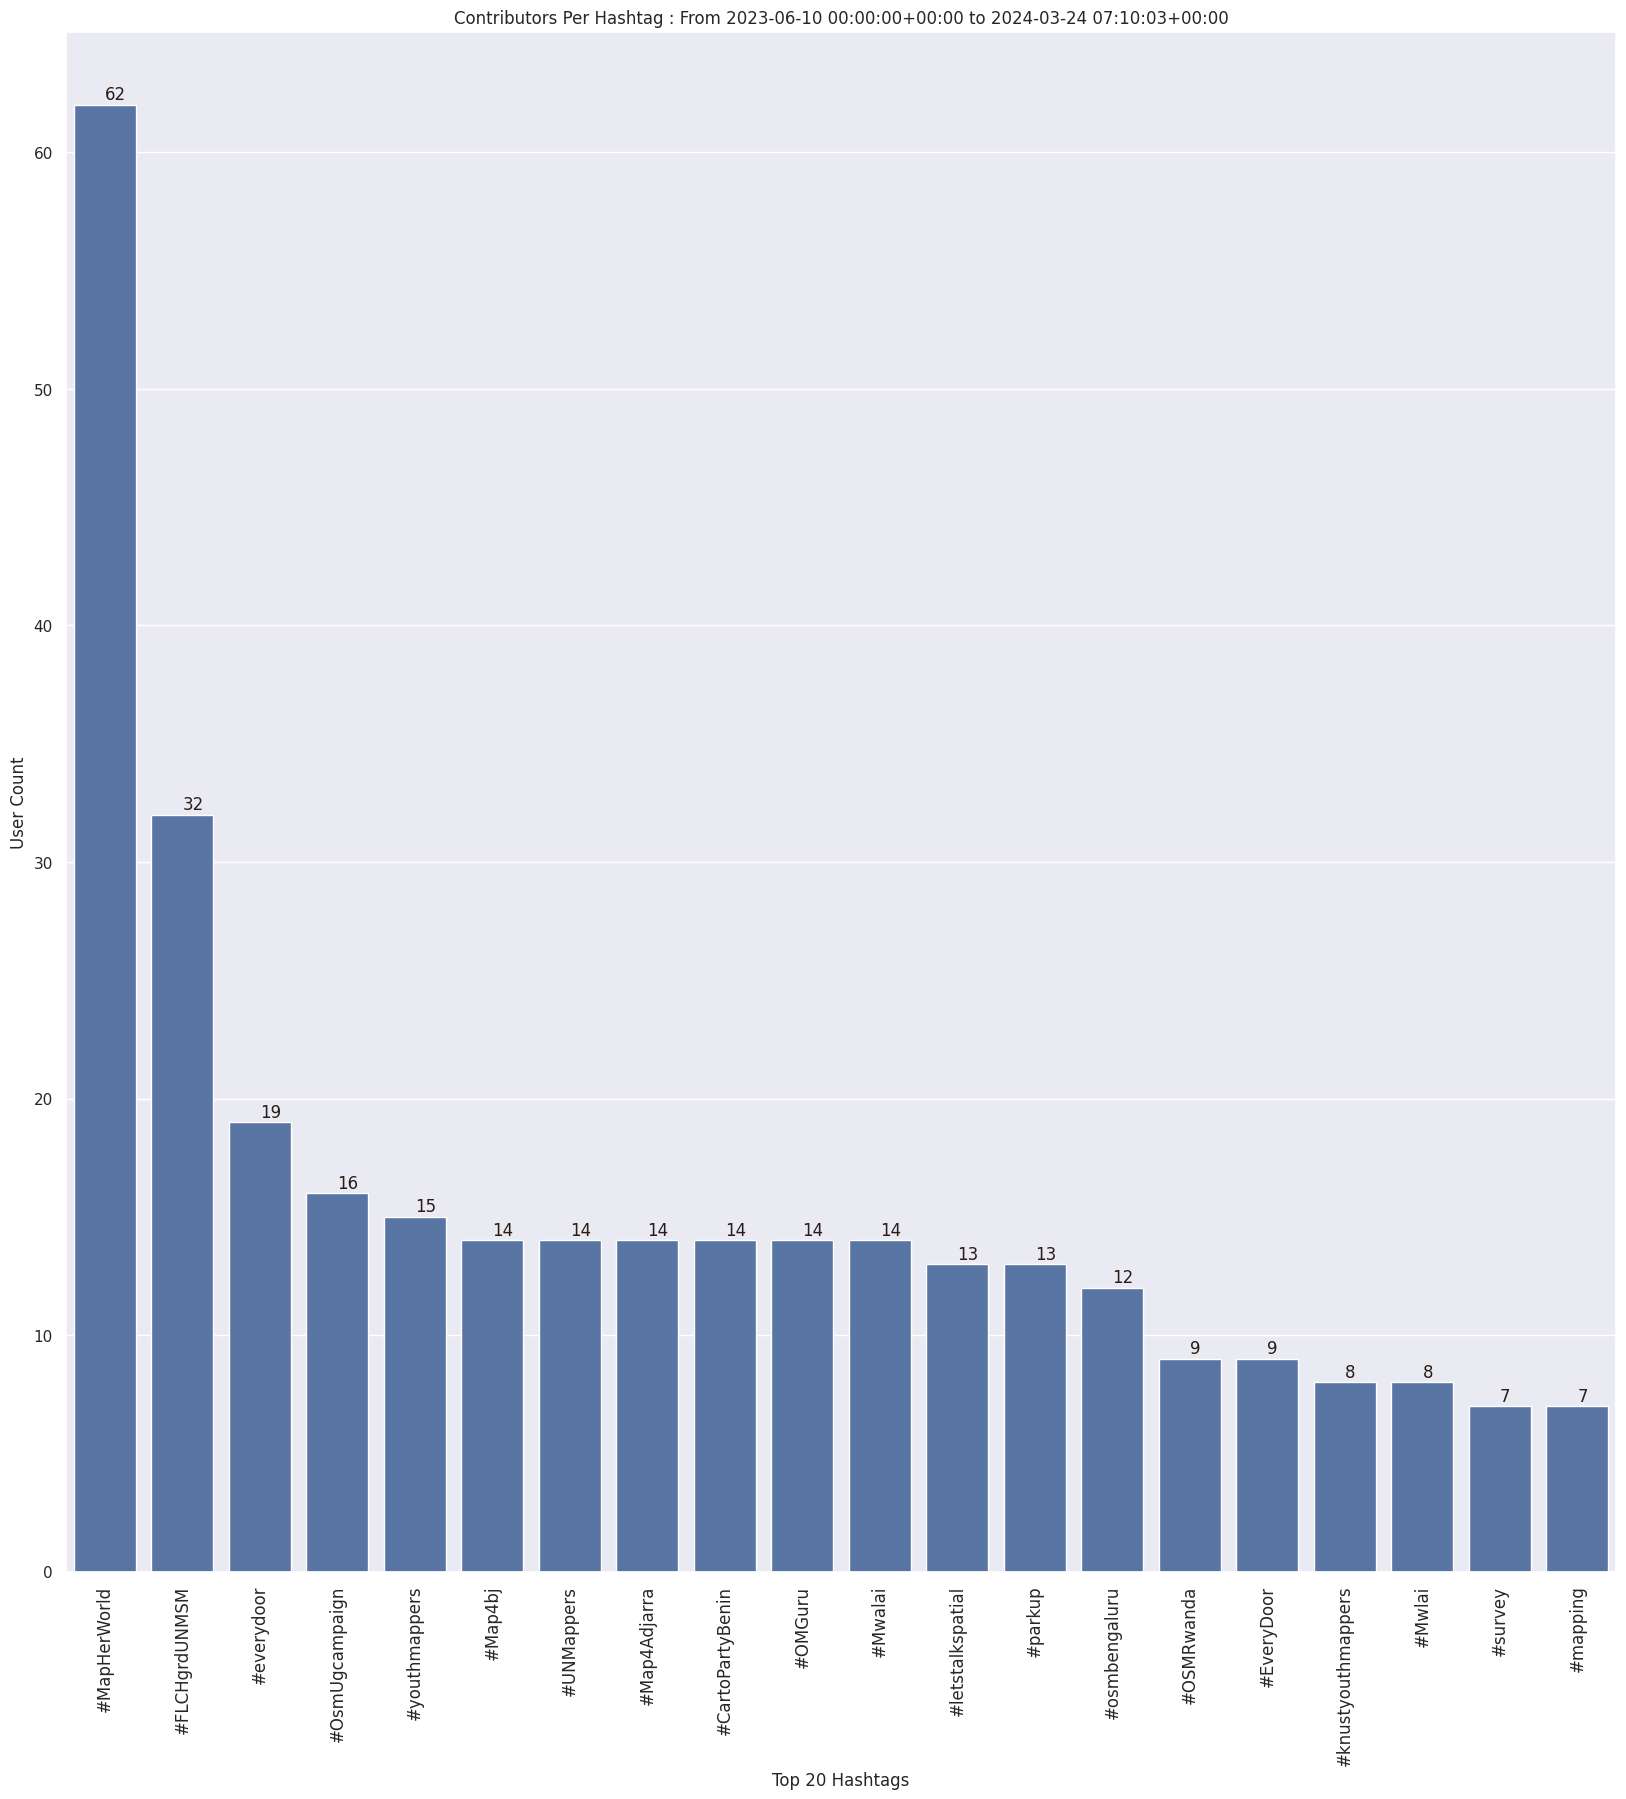 Contributors Per Hashtag : From 2023-06-10 00:00:00+00:00 to 2024-03-24 07:10:03+00:00
User Count
60
50
40
30
20
10
0
62
32
19
16
15
14
14
14
14
14
14
13
13
12
9
9
8
8
7
7
#MapHerWorld
#FLCHgrdUNMSM
#everydoor
#OsmUgcampaign
#youthmappers
#Map4bj
#UNMappers
#Map4Adjarra
#CartoPartyBenin
#OMGuru
#Mwalai
#letstalkspatial
#parkup
#osmbengaluru
#OSMRwanda
#EveryDoor
#knustyouthmappers
#Mwlai
#survey
#mapping
Top 20 Hashtags